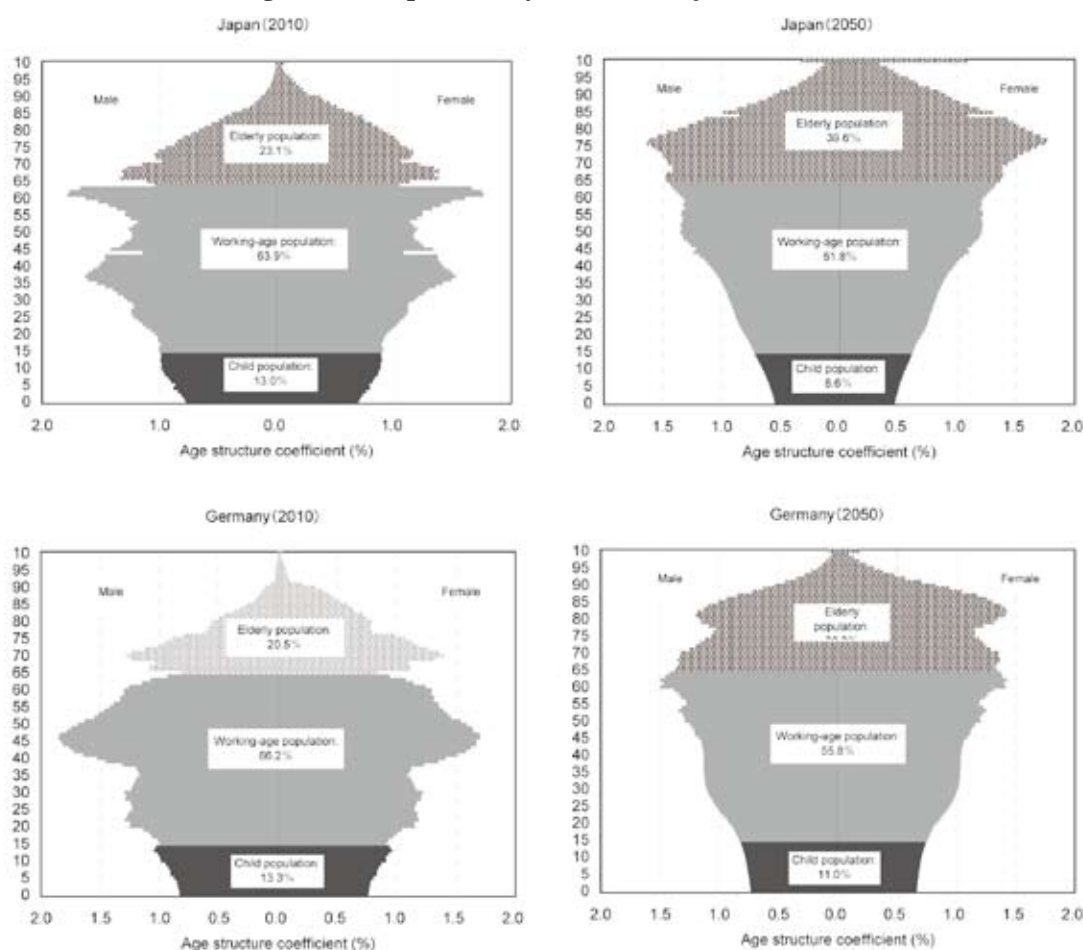 Japan(2010)
Male
Female
Elderly population:
23.1%
Working-age population:
63.9%
Child population:
13.0%
10
95
90
85
80
75
70
65
60
55
50
45
40
35
30
25
20
15
10
5
0
2.0 1.0 0.0 1.0 2.0
Age structure coefficient (%)
Japan(2050)
Male
Female
Elderly population:
39.6%
Working-age population:
51.8%
Child population:
8.6%
10
95
90
85
80
75
70
65
60
55
50
45
40
35
30
25
20
15
10
5
0
2.0 1.5 1.0 0.5 0.0 0.5 1.0 1.5 2.0
Age structure coefficient (%)
Germany(2010)
Male
Female
Elderly population:
20.5%
Working-age population:
66.2%
Child population:
13.3%
10
95
90
85
80
75
70
65
60
55
50
45
40
35
30
25
20
15
10
5
0
2.0 1.5 1.0 0.5 0.0 0.5 1.0 1.5 2.0
Age structure coefficient (%)
Germany(2050)
Male
Female
Elderly
population:
Working-age population:
55.8%
Child population:
11.0%
10
95
90
85
80
75
70
65
60
55
50
45
40
35
30
25
20
15
10
5
0
2.0 1.5 1.0 0.5 0.0 0.5 1.0 1.5 2.0
Age structure coefficient (%)